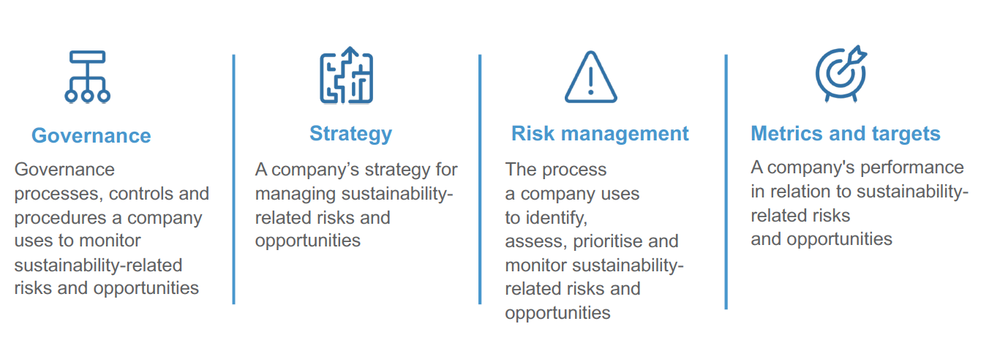 Governance
Governance
processes, controls and
procedures a company
uses to monitor
sustainability-related
risks and opportunities
Strategy
A company’s strategy for
managing sustainability-
related risks and
opportunities
Risk management
The process
a company uses
to identify,
assess, prioritise and
monitor sustainability-
related risks and
opportunities
Metrics and targets
A company's performance
in relation to sustainability-
related risks
and opportunities